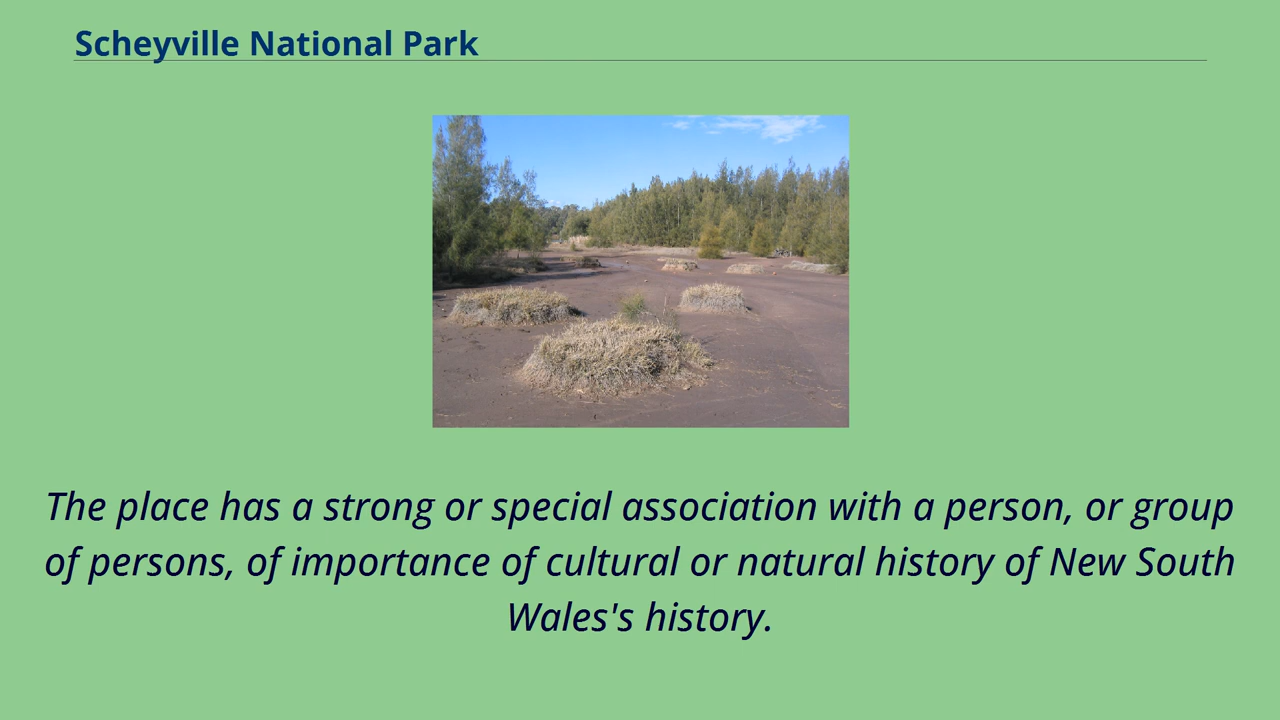 Scheyville National Park
The place has a strong or special association with a person, or group
of persons, of importance of cultural or natural history of New South
Wales's history.